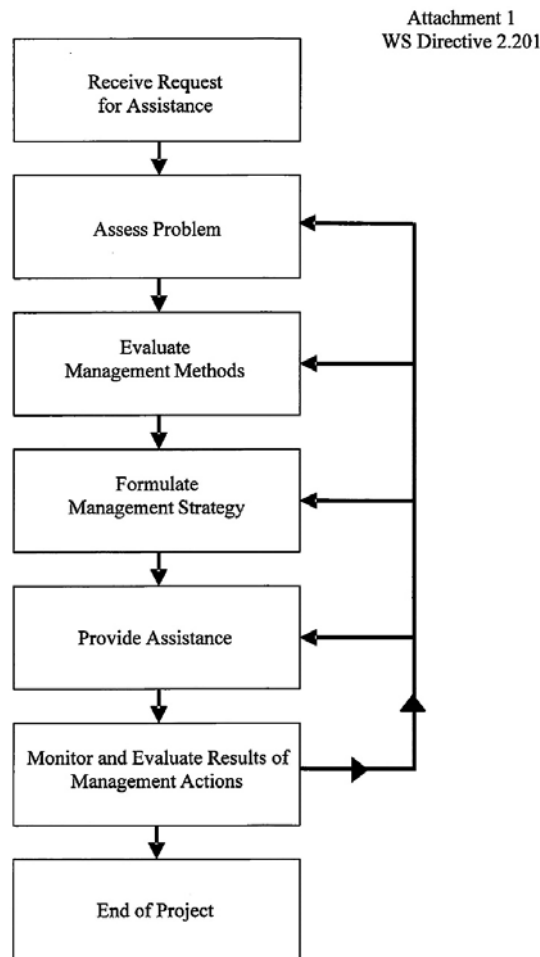 Attachment 1
WS Directive 2.201
Receive Request
for Assistance
Assess Problem
Evaluate
Management Methods
Formulate
Management Strategy
Provide Assistance
Monitor and Evaluate Results of
Management Actions
End of Project